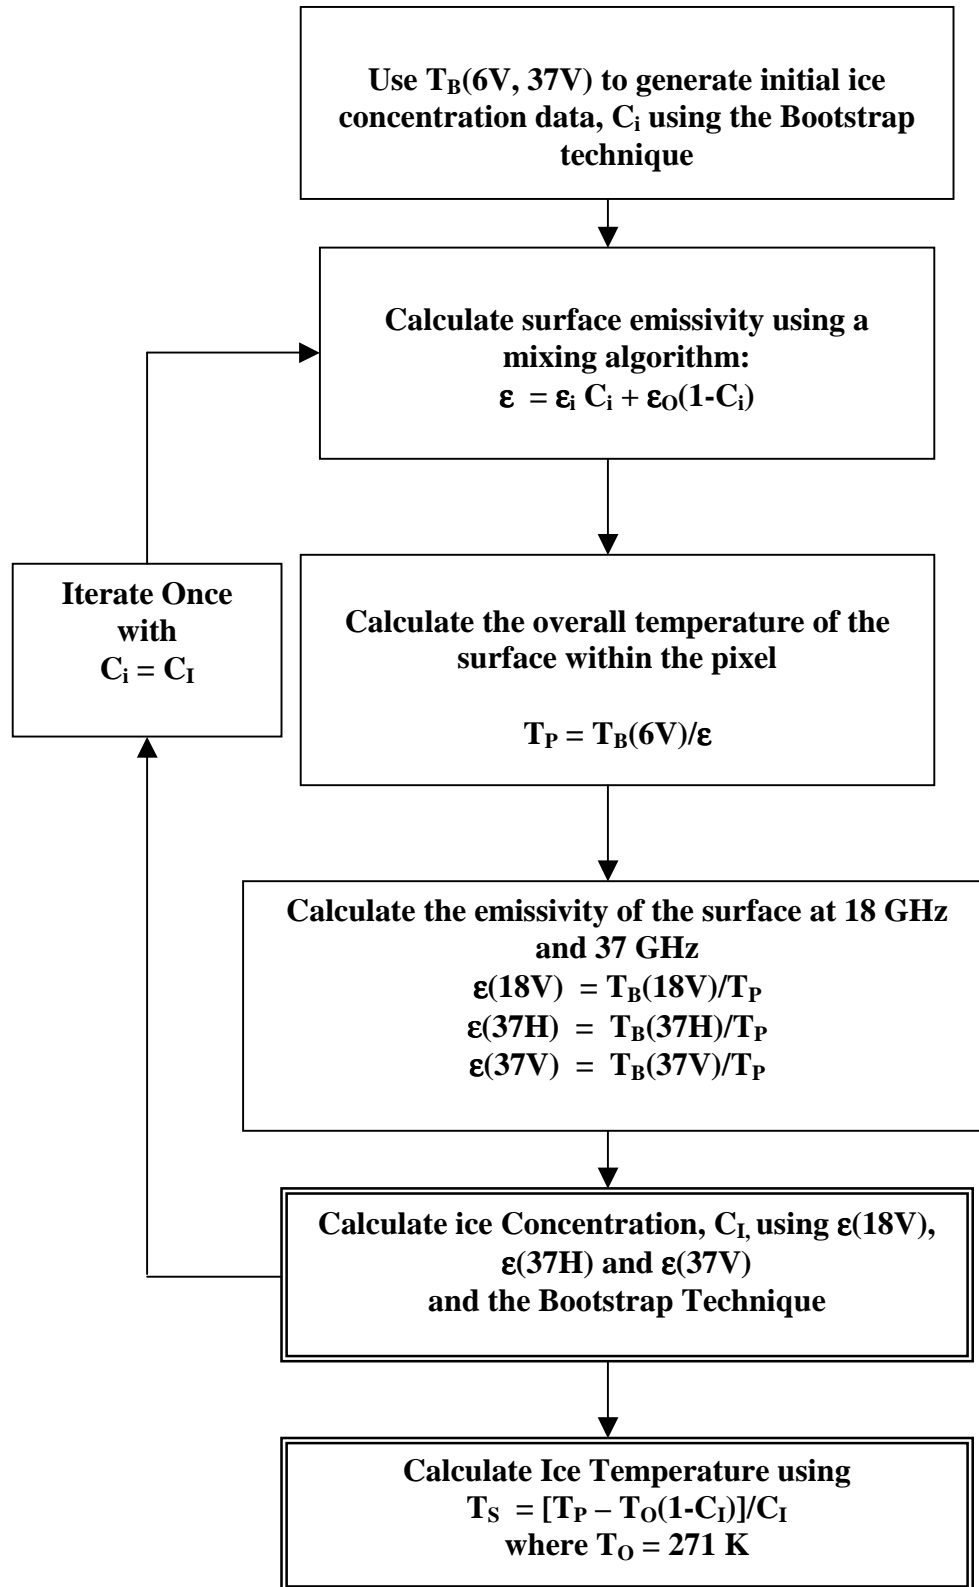 Use T_B(6V, 37V) to generate initial ice
concentration data, C_i using the Bootstrap
technique
Calculate surface emissivity using a
mixing algorithm:
ε = ε_i C_i + ε_O(1-C_i)
Iterate Once
with
C_i = C_I
Calculate the overall temperature of the
surface within the pixel
T_P = T_B(6V)/ε
Calculate the emissivity of the surface at 18 GHz
and 37 GHz
ε(18V) = T_B(18V)/T_P
ε(37H) = T_B(37H)/T_P
ε(37V) = T_B(37V)/T_P
Calculate ice Concentration, C_I, using ε(18V),
ε(37H) and ε(37V)
and the Bootstrap Technique
Calculate Ice Temperature using
T_S = [T_P – T_O(1-C_I)]/C_I
where T_O = 271 K